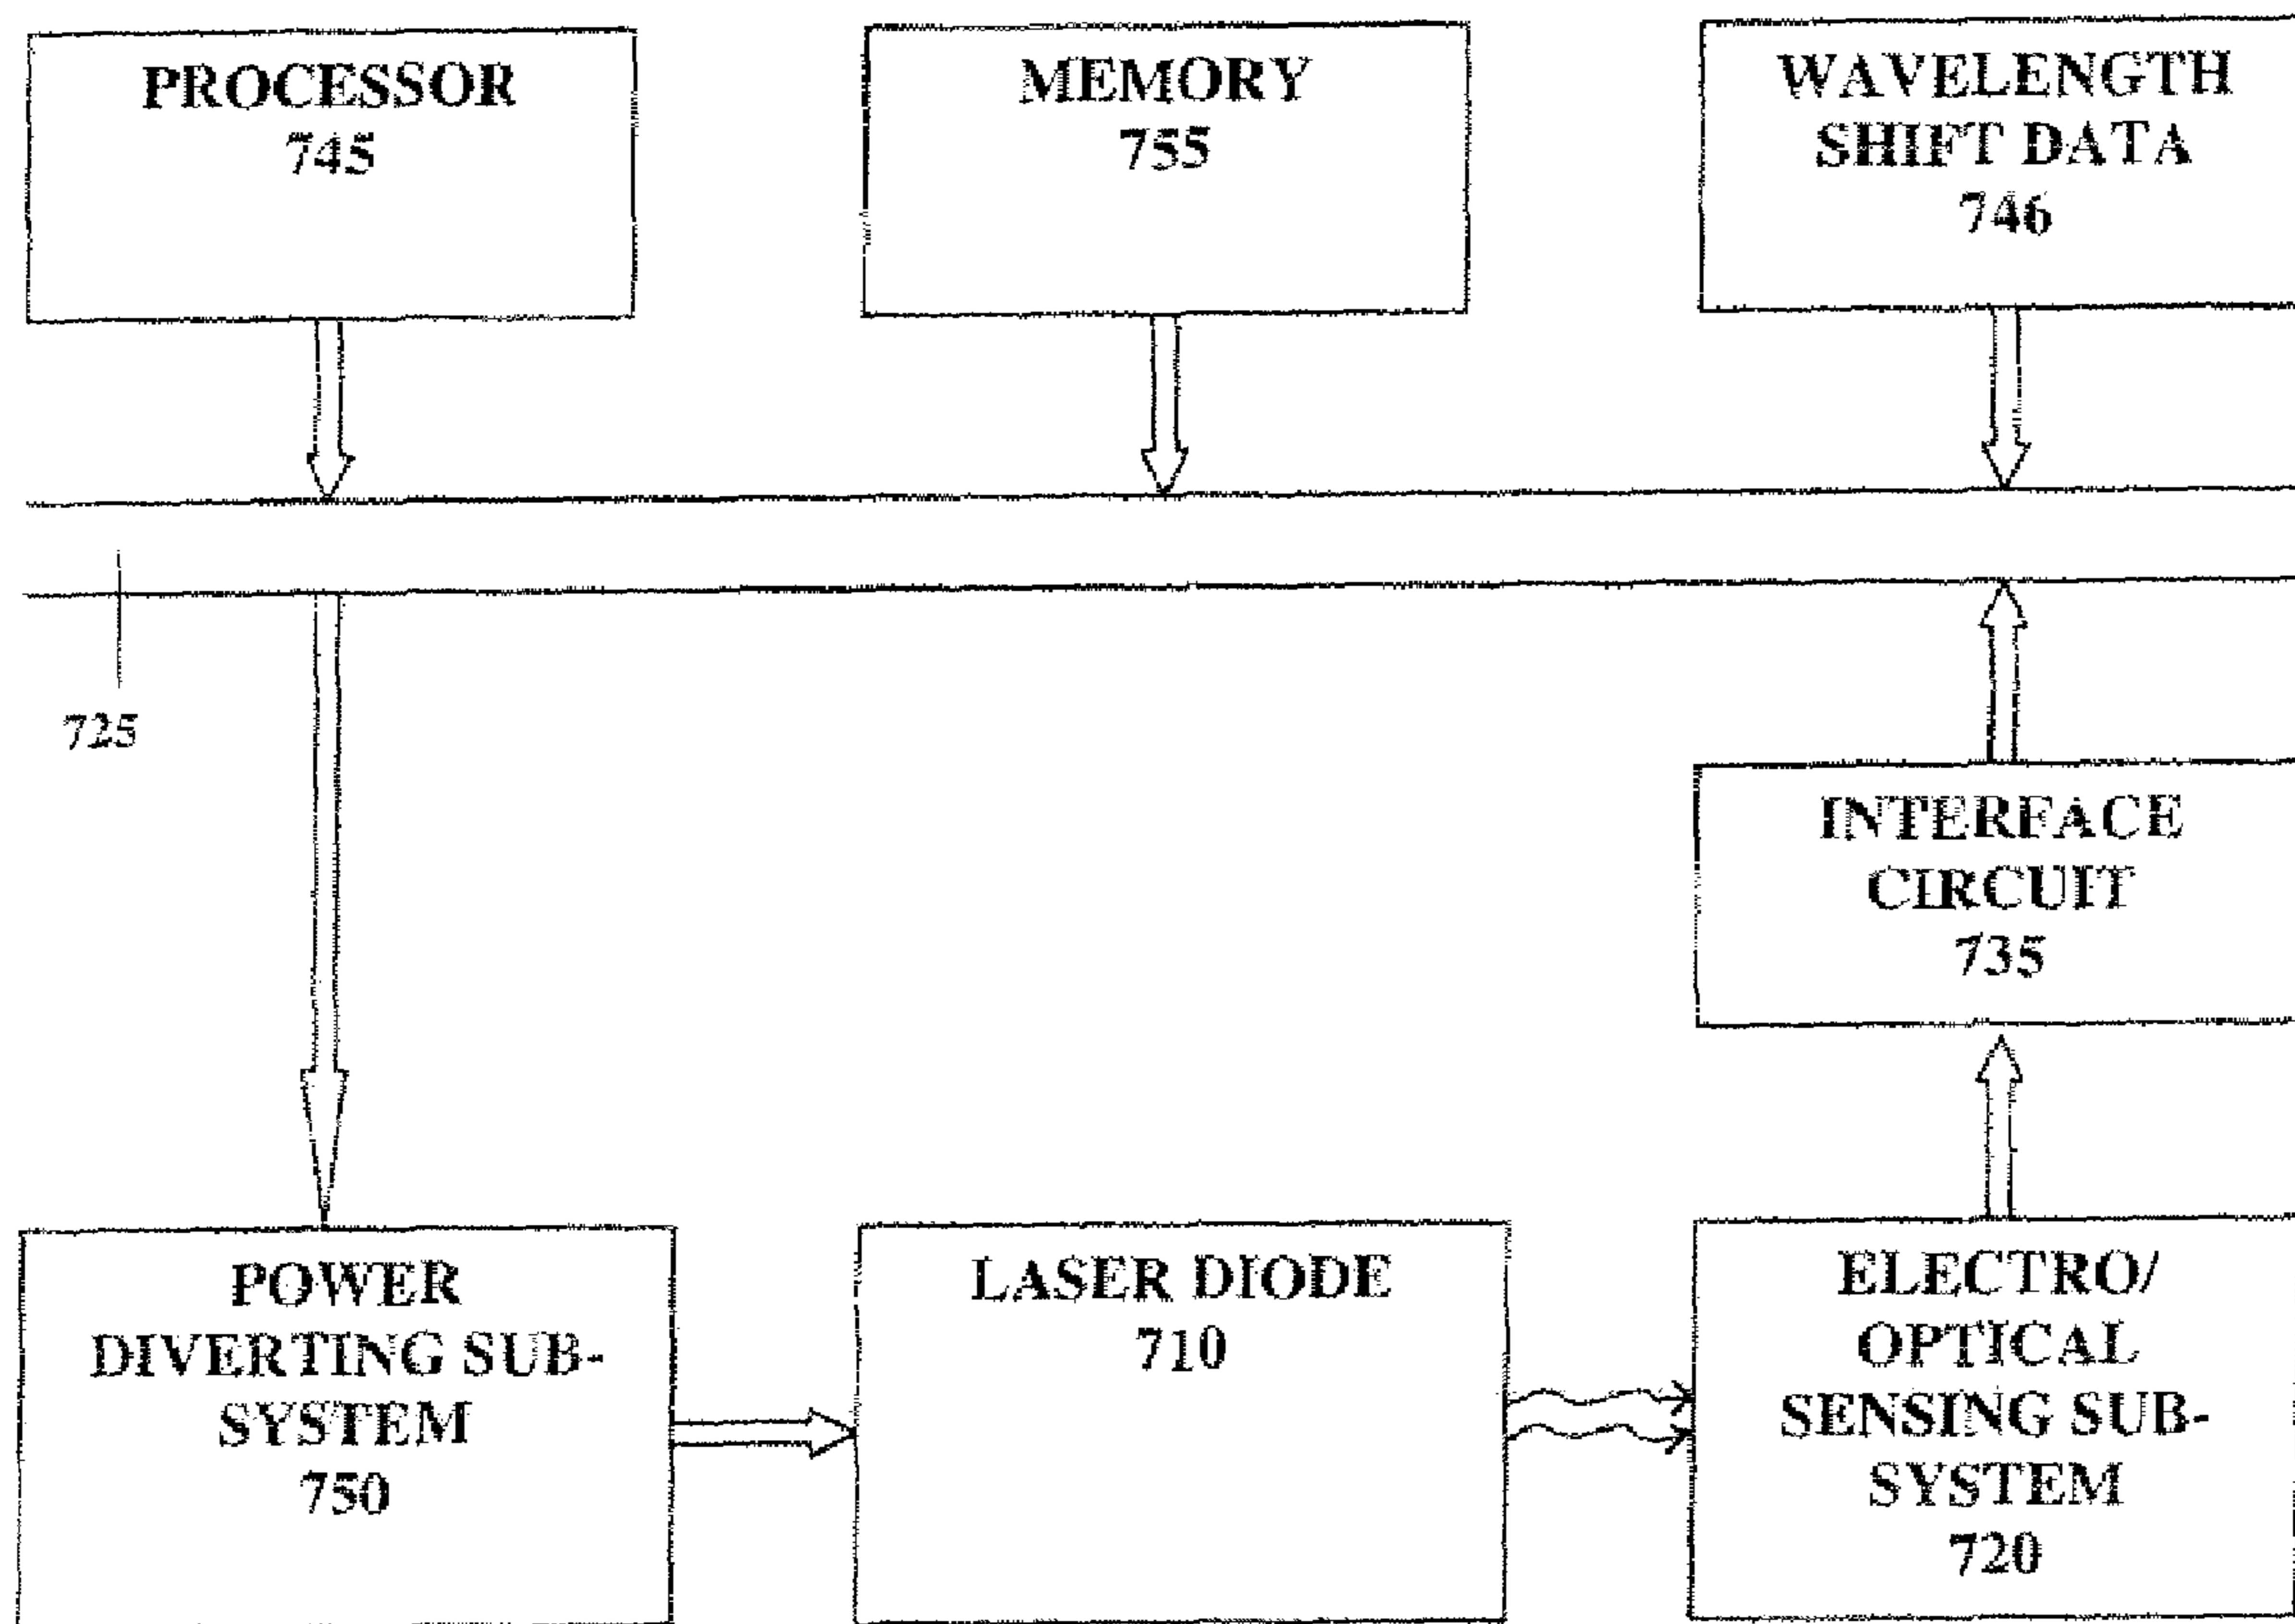 PROCESSOR
745
MEMORY
755
WAVELENGTH
SHIFT DATA
746
725
INTERFACE
CIRCUIT
735
POWER
DIVERTING SUB-
SYSTEM
750
LASER DIODE
710
ELECTRO/
OPTICAL
SENSING SUB-
SYSTEM
720